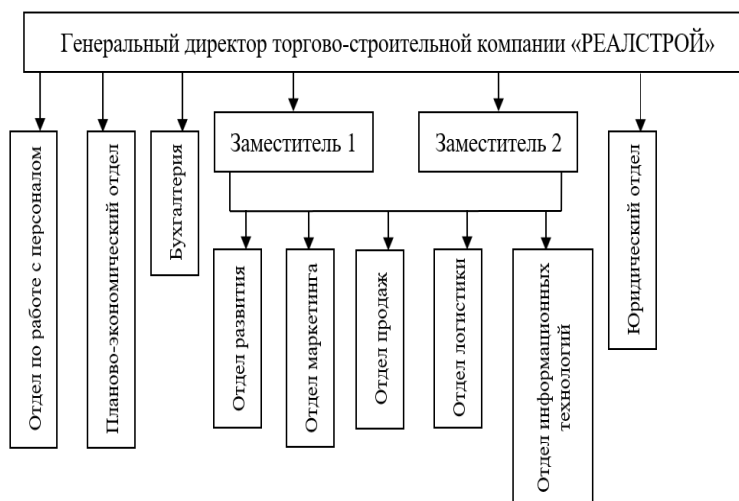 Генеральный директор торгово-строительной компании «РЕАЛСТРОЙ»
Отдел по работе с персоналом
Планово-экономический отдел
Бухгалтерия
Заместитель 1
Заместитель 2
Юридический отдел
Отдел развития
Отдел маркетинга
Отдел продаж
Отдел логистики
Отдел информационных
технологий